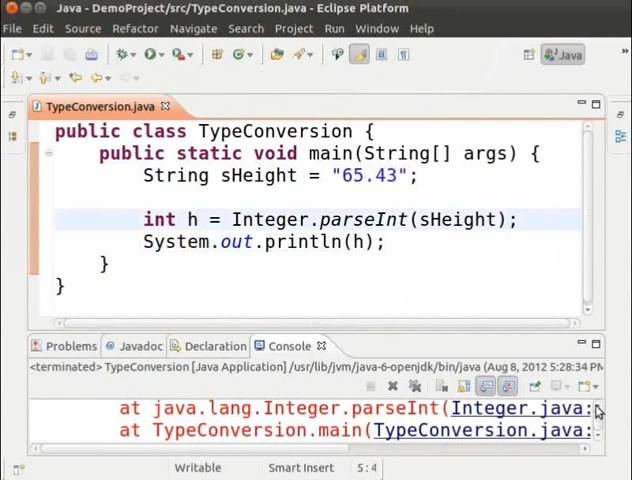 Java - DemoProject/src/TypeConversion.java - Eclipse Platform
File Edit Source Refactor Navigate Search Project Run Window Help
Java
TypeConversion.java
public class TypeConversion {
public static void main(String[] args) {
String sHeight = "65.43";
int h = Integer.parseInt(sHeight);
System.out.println(h);
}
}
Problems Javadoc Declaration Console
<terminated> TypeConversion [Java Application] /usr/lib/jvm/java-6-openjdk/bin/java (Aug 8, 2012 5:28:34 PM
at java.lang.Integer.parseInt(Integer.java:
at TypeConversion.main(TypeConversion.java:
Writable Smart Insert 5 : 4